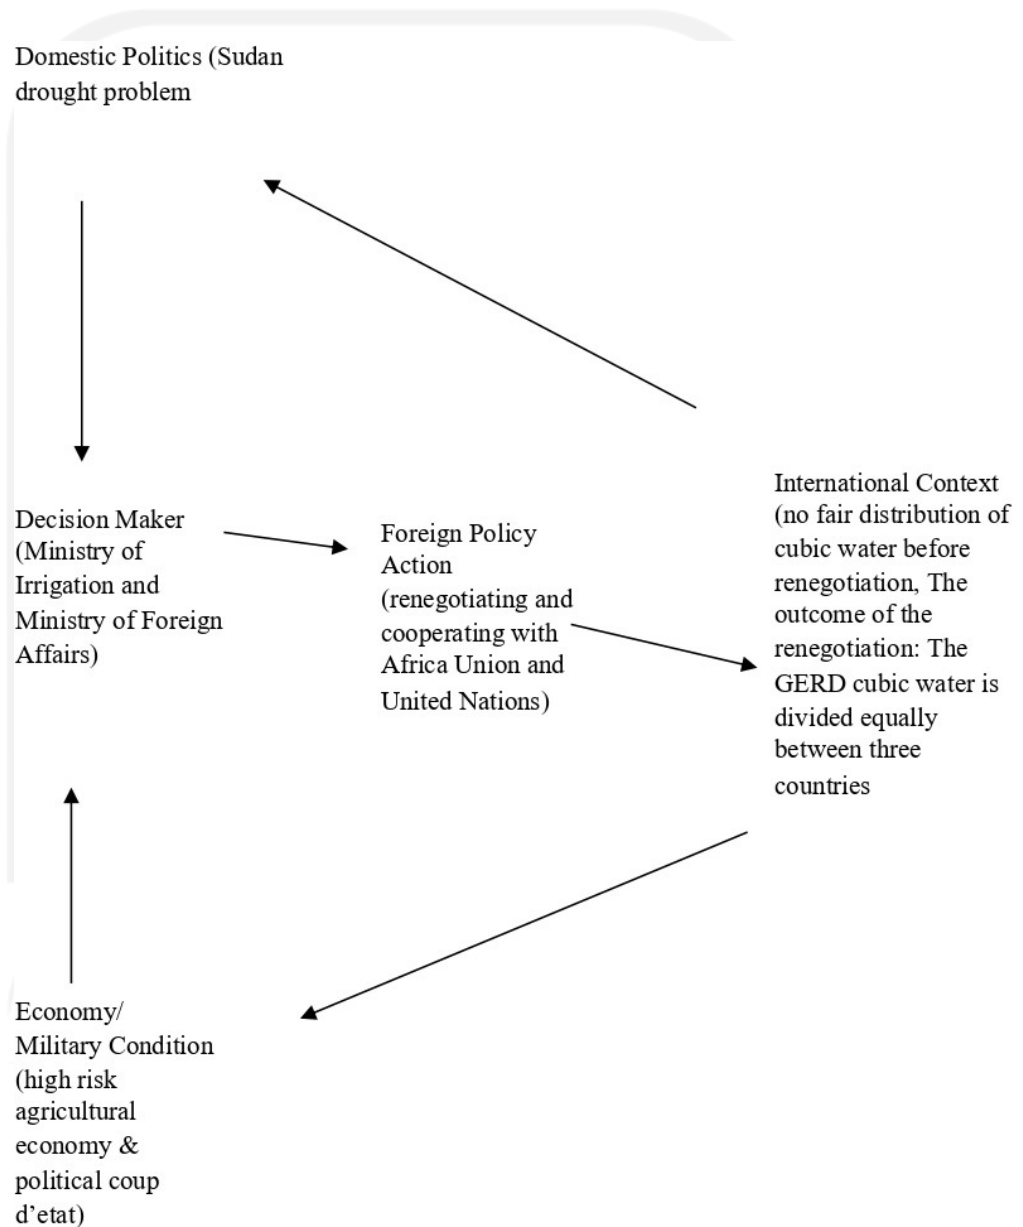 Domestic Politics (Sudan
drought problem
Decision Maker
(Ministry of
Irrigation and
Ministry of Foreign
Affairs)
Foreign Policy
Action
(renegotiating and
cooperating with
Africa Union and
United Nations)
International Context
(no fair distribution of
cubic water before
renegotiation, The
outcome of the
renegotiation: The
GERD cubic water is
divided equally
between three
countries
Economy/
Military Condition
(high risk
agricultural
economy &
political coup
d’etat)